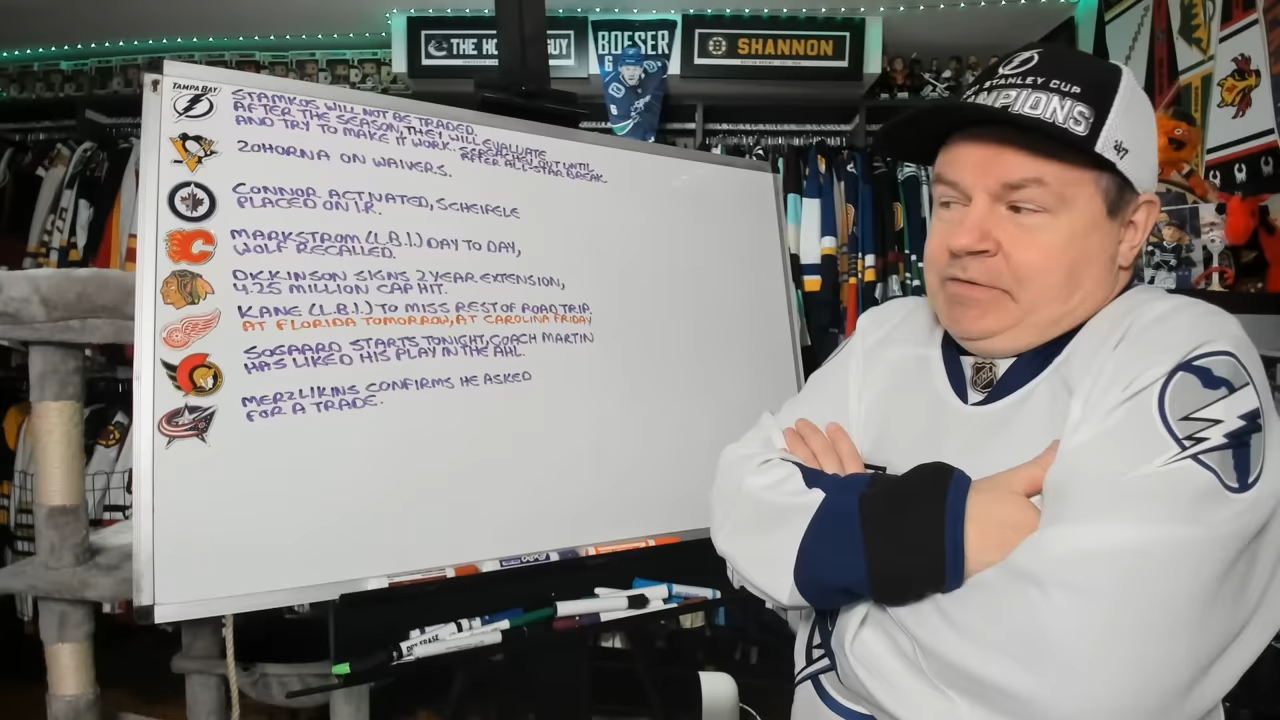 THE HO GUY
BOESER
6
SHANNON
STANLEY CUP
CHAMPIONS
'47
NHL
TAMPA BAY
STAMKOS WILL NOT BE TRADED.
AFTER THE SEASON, THEY WILL EVALUATE
AND TRY TO MAKE IT WORK. SERGACHEV OUT UNTIL
AFTER ALL-STAR BREAK
ZOHORNA ON WAIVERS.
CONNOR ACTIVATED, SCHEIFELE
PLACED ON I.R.
MARKSTROM (L.B.I.) DAY TO DAY,
WOLF RECALLED.
DICKINSON SIGNS 2 YEAR EXTENSION,
4.25 MILLION CAP HIT.
KANE (L.B.I.) TO MISS REST OF ROAD TRIP.
AT FLORIDA TOMORROW, AT CAROLINA FRIDAY
SOGAARD STARTS TONIGHT, COACH MARTIN
HAS LIKED HIS PLAY IN THE AHL.
MERZLIKINS CONFIRMS HE ASKED
FOR A TRADE.
DRY ERASE